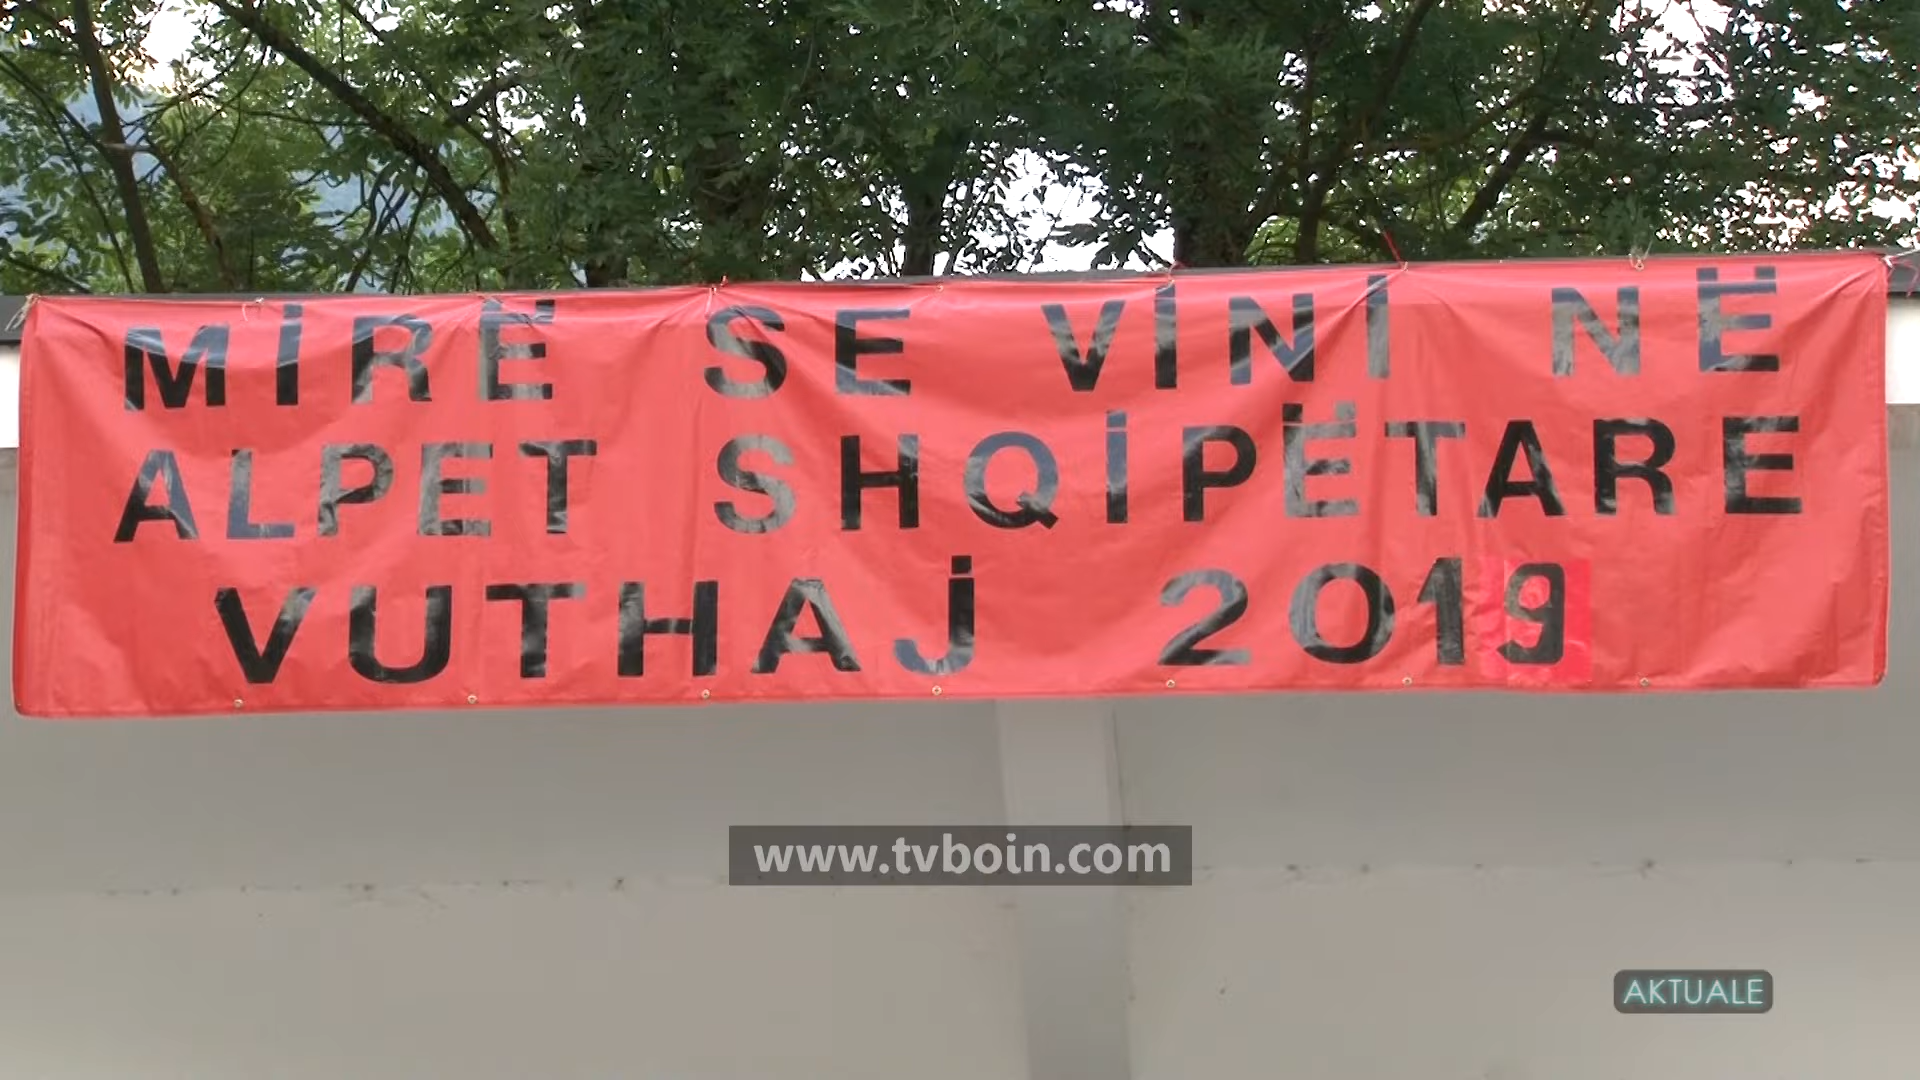 MİRË SE VİNİ NË
ALPET SHQİPËTARE
VUTHAJ 2019
www.tvboin.com
AKTUALE